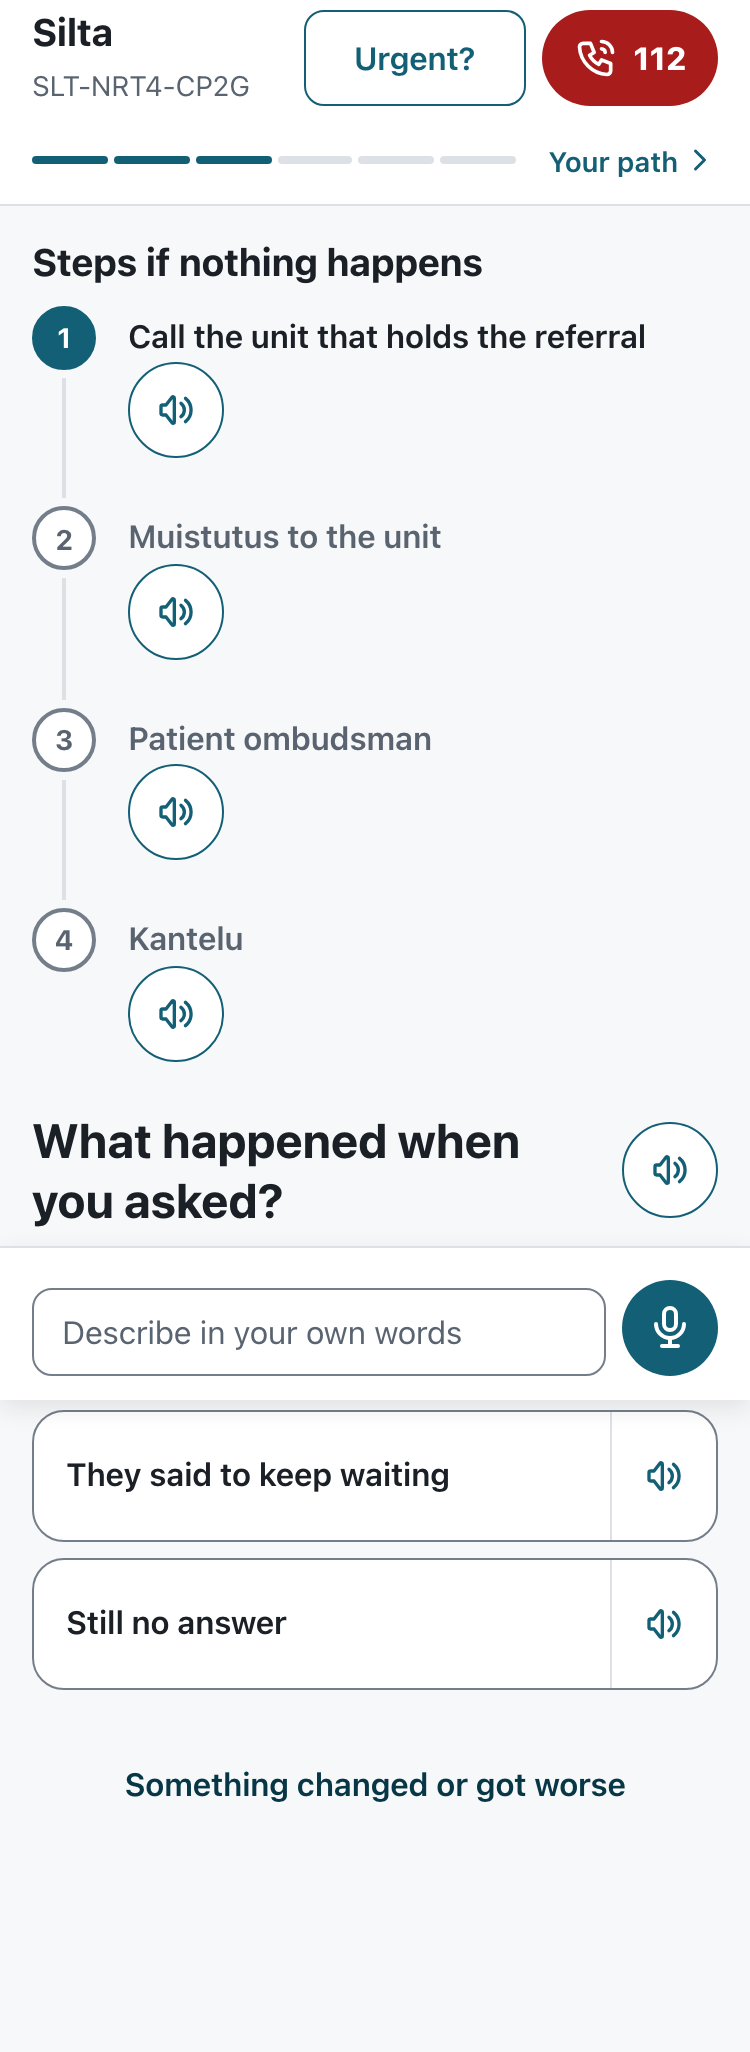 Silta
SLT-NRT4-CP2G
Urgent?
112
Your path
Steps if nothing happens
1
Call the unit that holds the referral
2
Muistutus to the unit
3
Patient ombudsman
4
Kantelu
What happened when
you asked?
Describe in your own words
They said to keep waiting
Still no answer
Something changed or got worse